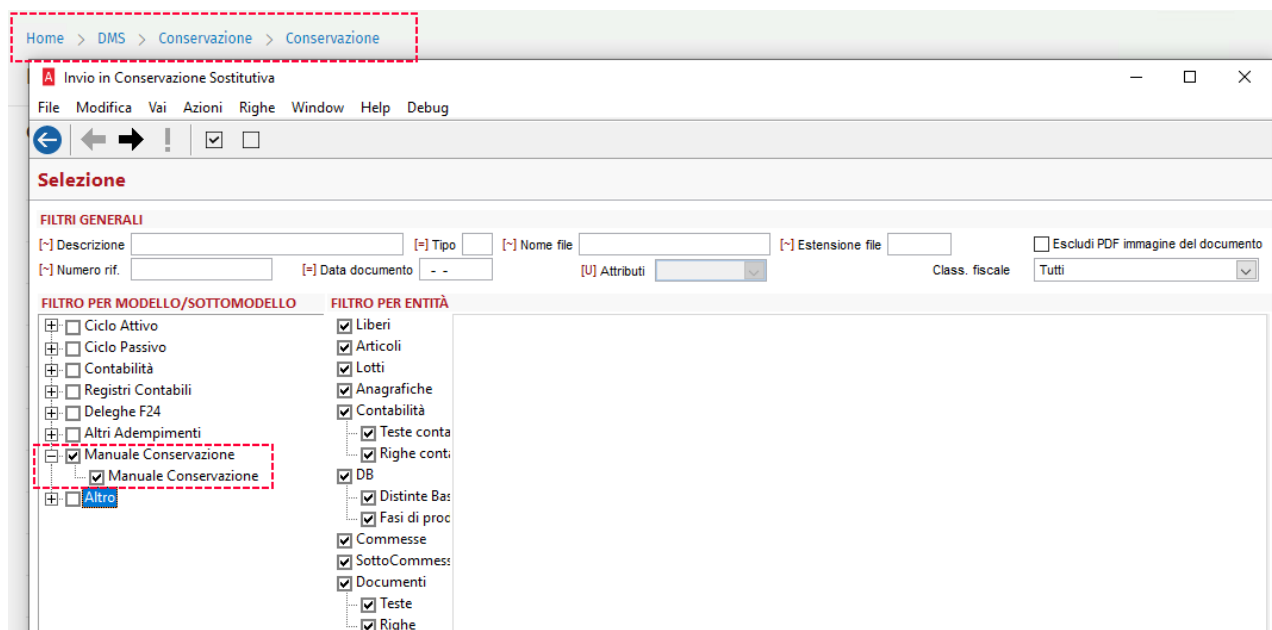 Home > DMS > Conservazione > Conservazione
A Invio in Conservazione Sostitutiva
File Modifica Vai Azioni Righe Window Help Debug
Selezione
FILTRI GENERALI
[~] Descrizione [=] Tipo [~] Nome file [~] Estensione file Escludi PDF immagine del documento
[~] Numero rif. [=] Data documento - - [U] Attributi Class. fiscale Tutti
FILTRO PER MODELLO/SOTTOMODELLO FILTRO PER ENTITÀ
Ciclo Attivo Liberi
Ciclo Passivo Articoli
Contabilità Lotti
Registri Contabili Anagrafiche
Deleghe F24 Contabilità
Altri Adempimenti Teste conta
Manuale Conservazione Righe conta
Manuale Conservazione DB
Altro Distinte Bas
Fasi di proc
Commesse
SottoCommess
Documenti
Teste
Righe